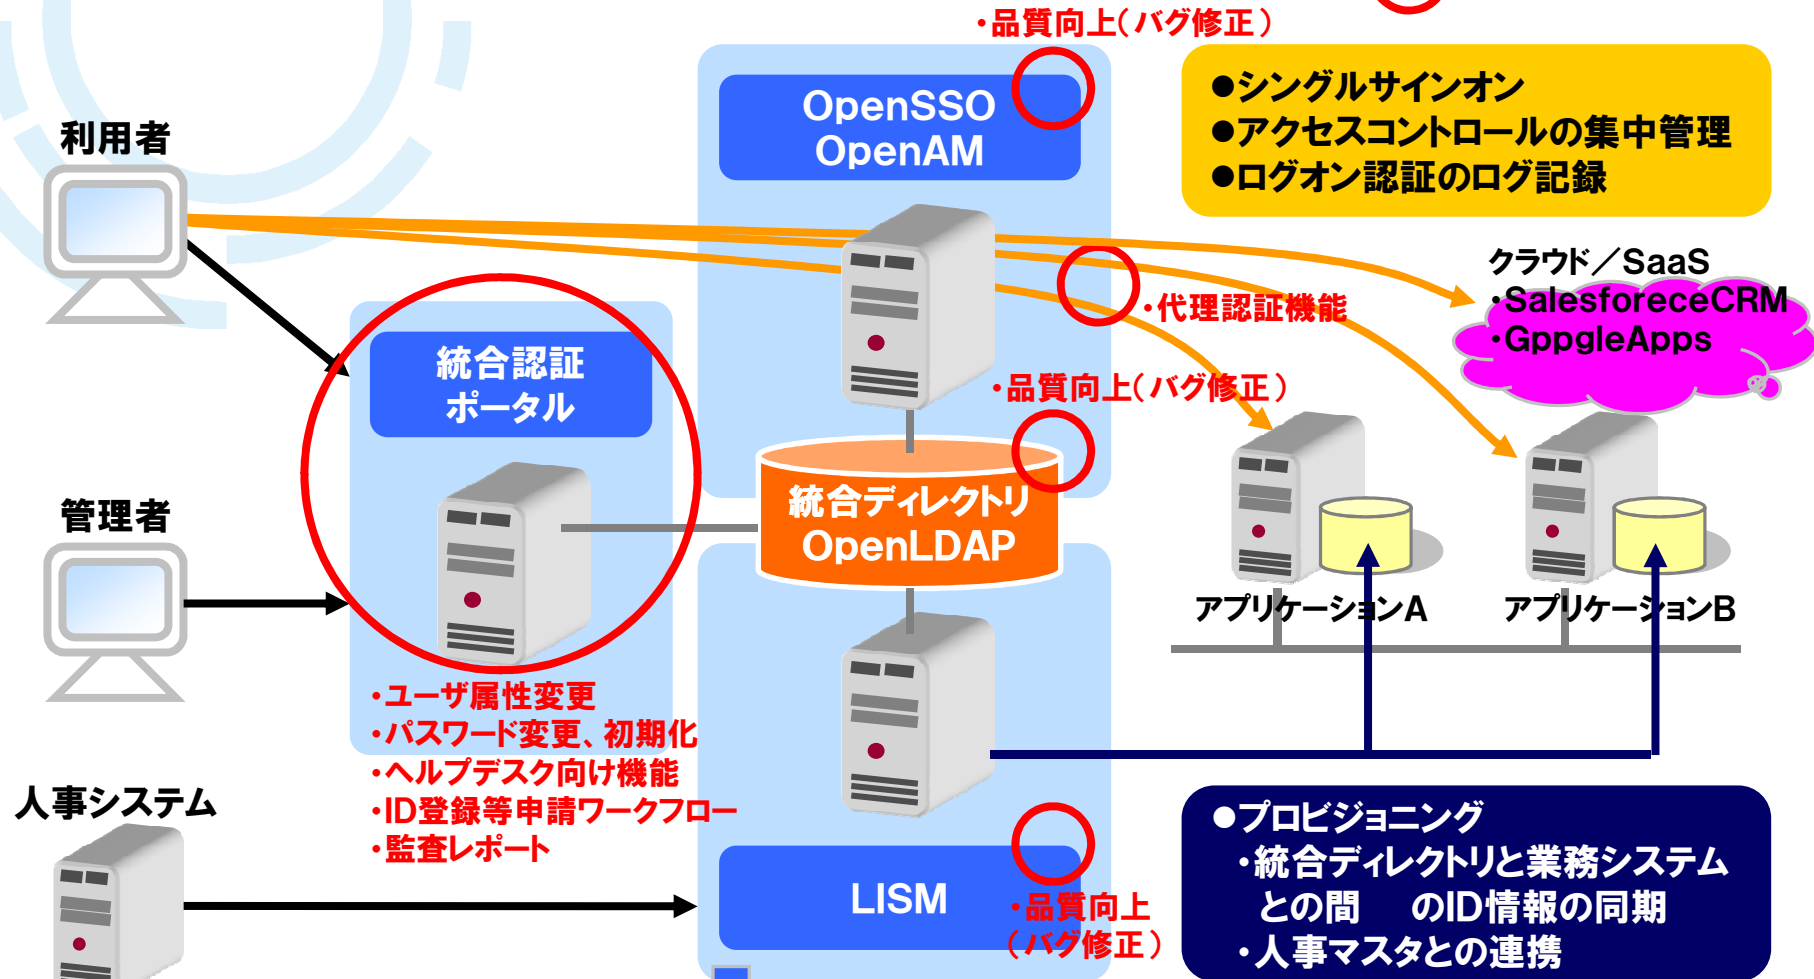 ・品質向上(バグ修正)
OpenSSO
OpenAM
●シングルサインオン
●アクセスコントロールの集中管理
●ログオン認証のログ記録
利用者
クラウド／SaaS
・SalesforeceCRM
・GppgleApps
・代理認証機能
統合認証
ポータル
・品質向上(バグ修正)
統合ディレクトリ
OpenLDAP
管理者
アプリケーションA
アプリケーションB
・ユーザ属性変更
・パスワード変更、初期化
・ヘルプデスク向け機能
・ID登録等申請ワークフロー
・監査レポート
人事システム
LISM
・品質向上
(バグ修正)
●プロビジョニング
・統合ディレクトリと業務システム
との間　のID情報の同期
・人事マスタとの連携